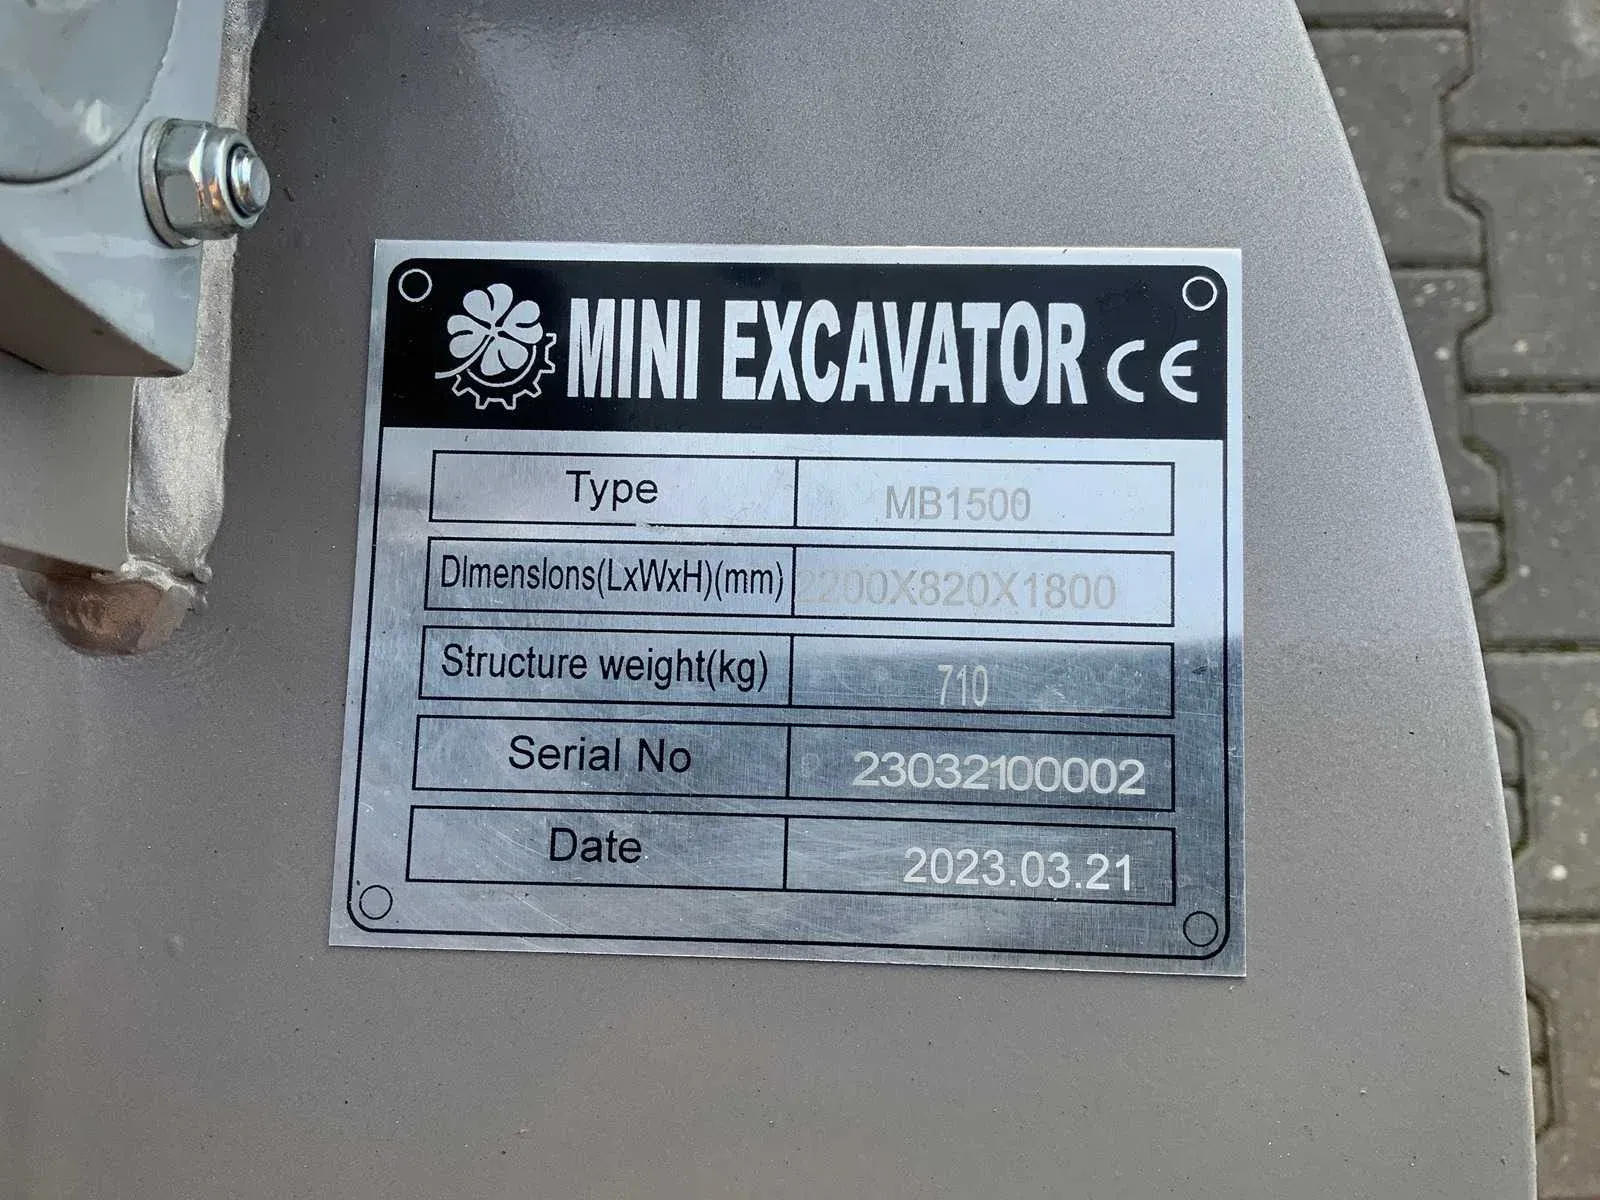 MINI EXCAVATOR CE
Type MB1500
Dimensions(LxWxH)(mm) 2200X820X1800
Structure weight(kg) 710
Serial No 23032100002
Date 2023.03.21